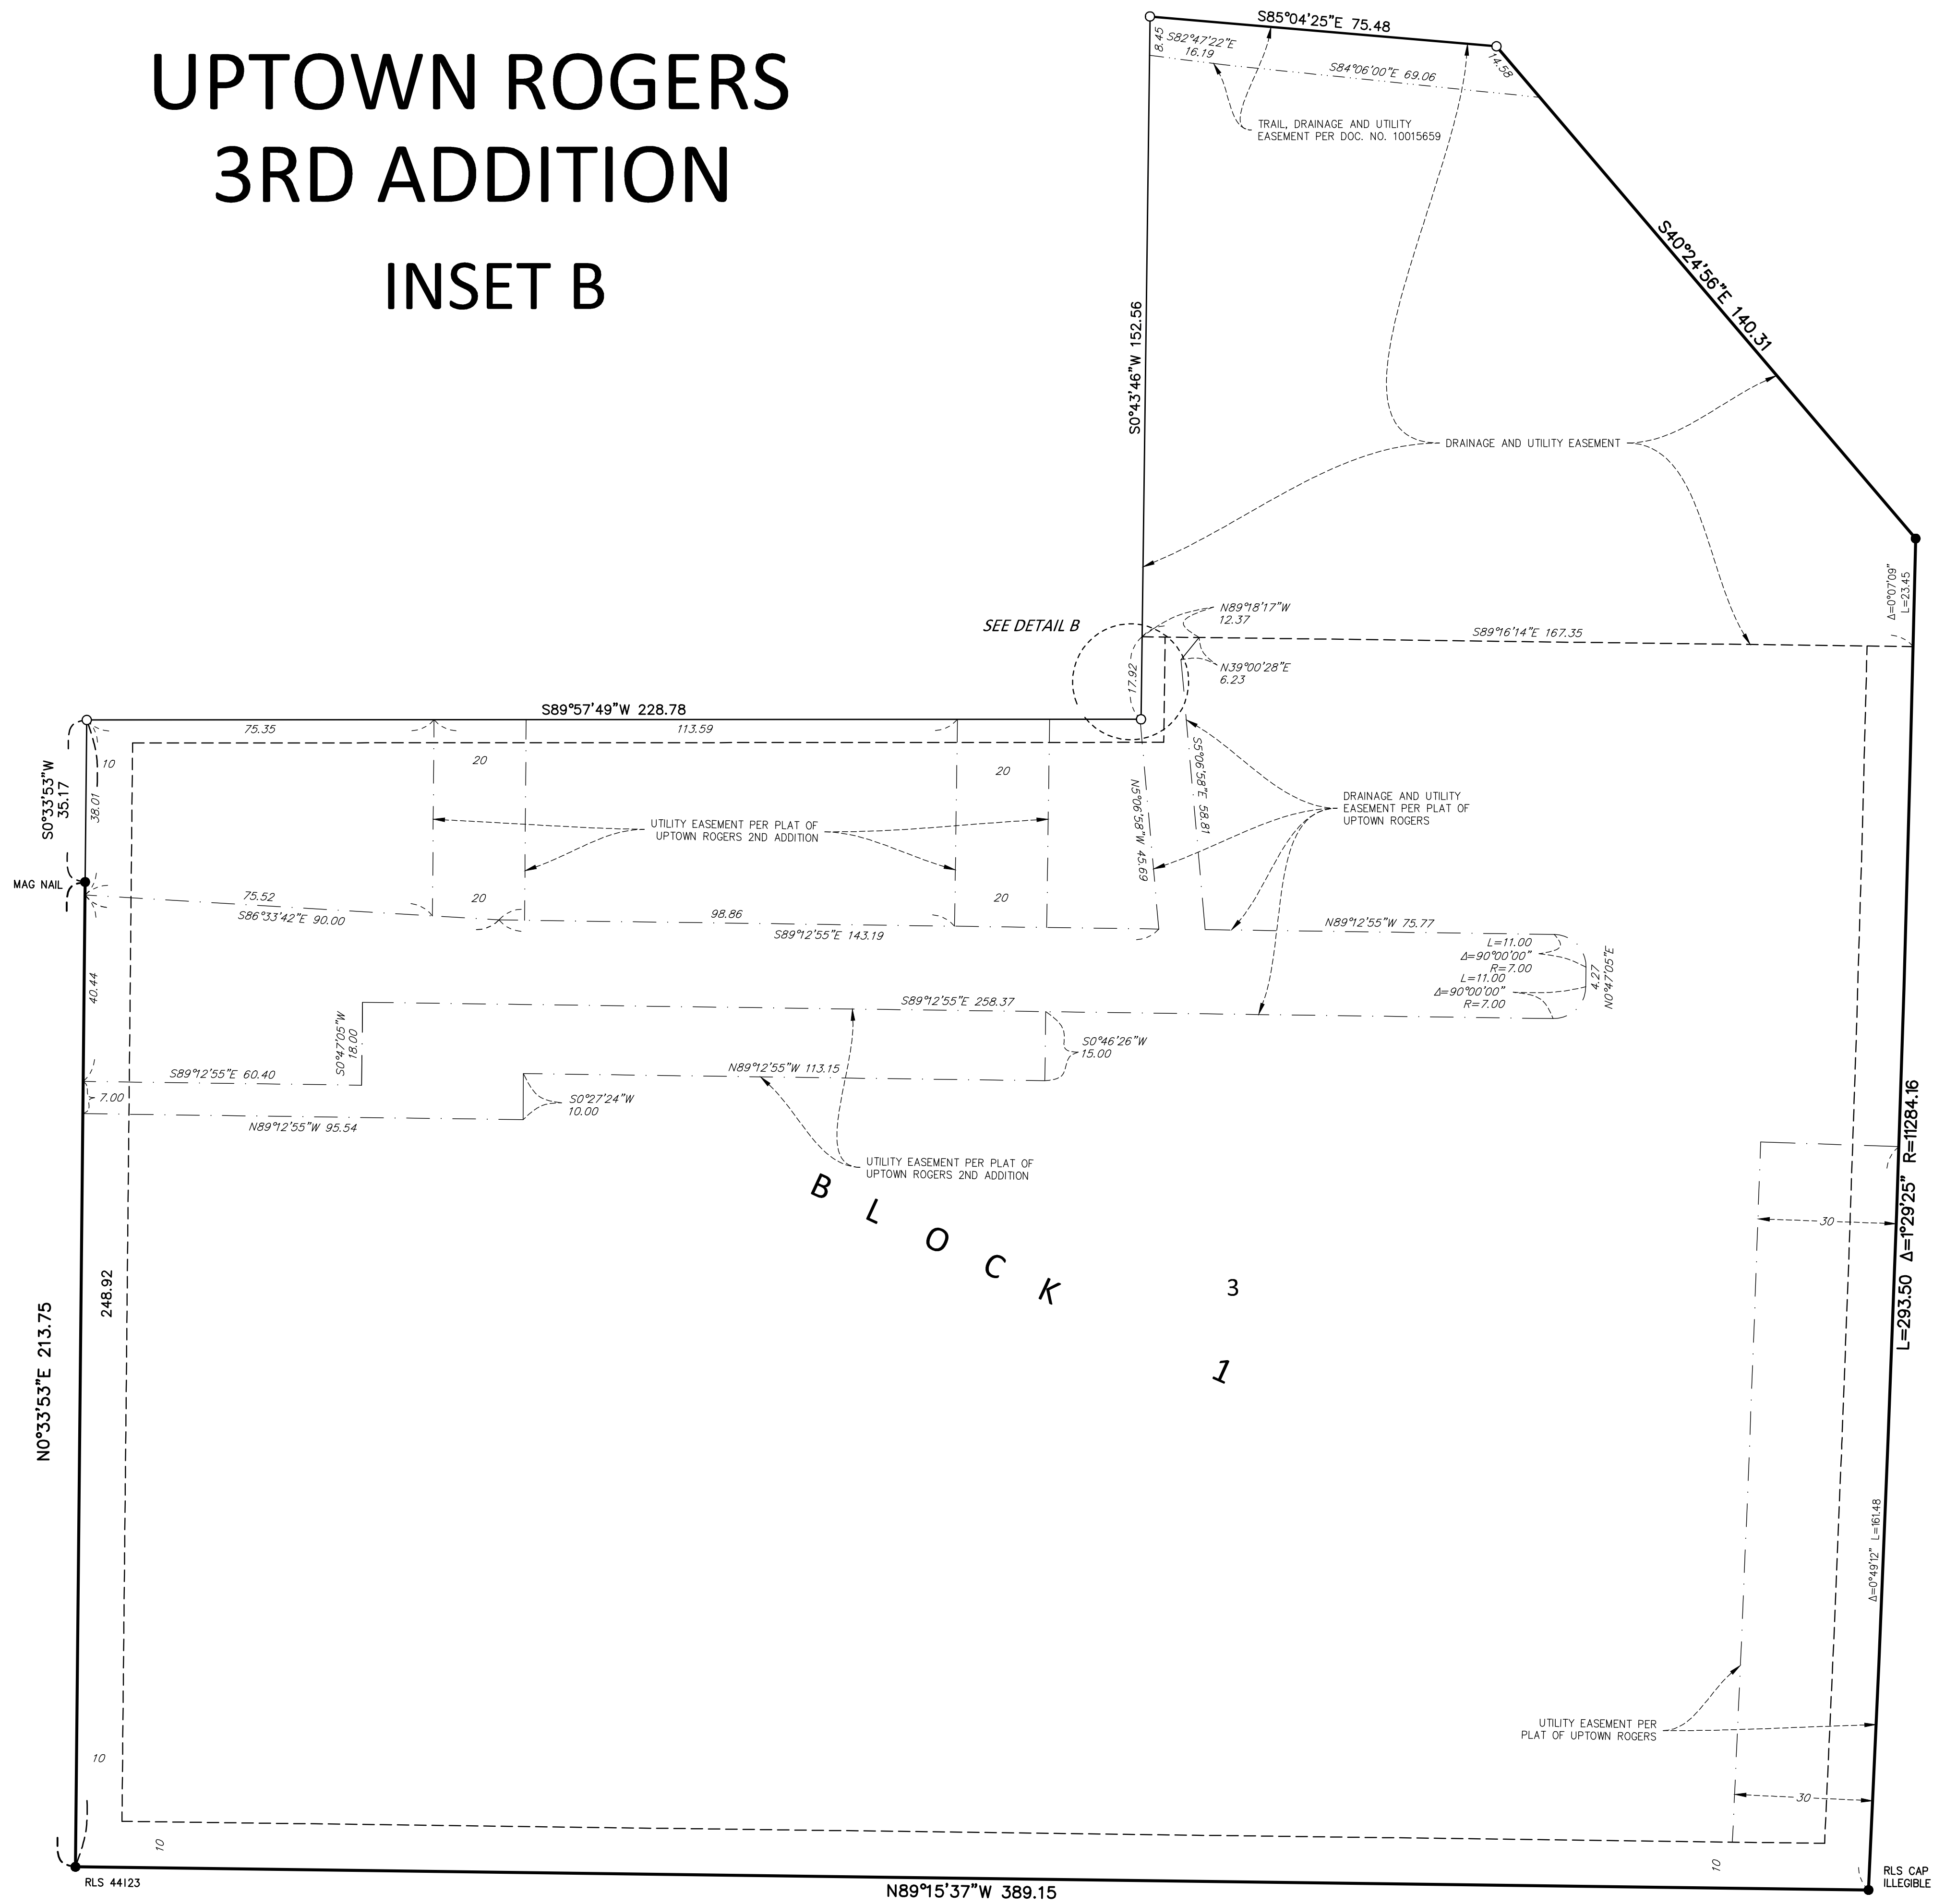 UPTOWN ROGERS
3RD ADDITION
INSET B
S85°04'25"E 75.48
8.45
S82°47'22"E
16.19
S84°06'00"E 69.06
14.58
TRAIL, DRAINAGE AND UTILITY
EASEMENT PER DOC. NO. 10015659
S40°24'56"E 140.31
S0°43'46"W 152.56
DRAINAGE AND UTILITY EASEMENT
Δ=0°07'09"
L=23.45
SEE DETAIL B
N89°18'17"W
12.37
S89°16'14"E 167.35
N39°00'28"E
6.23
17.92
S89°57'49"W 228.78
75.35
113.59
10
20
20
S0°33'53"W
35.17
38.01
S5°06'58"E 58.81
N5°06'58"W 45.69
DRAINAGE AND UTILITY
EASEMENT PER PLAT OF
UPTOWN ROGERS
UTILITY EASEMENT PER PLAT OF
UPTOWN ROGERS 2ND ADDITION
MAG NAIL
75.52
S86°33'42"E 90.00
20
98.86
20
S89°12'55"E 143.19
N89°12'55"W 75.77
L=11.00
Δ=90°00'00"
R=7.00
L=11.00
Δ=90°00'00"
R=7.00
4.27
N0°47'05"E
40.44
S89°12'55"E 258.37
S0°47'05"W
18.00
S0°46'26"W
15.00
S89°12'55"E 60.40
N89°12'55"W 113.15
7.00
S0°27'24"W
10.00
N89°12'55"W 95.54
UTILITY EASEMENT PER PLAT OF
UPTOWN ROGERS 2ND ADDITION
BLOCK
3
1
30
L=293.50 Δ=1°29'25" R=11284.16
248.92
N0°33'53"E 213.75
Δ=0°49'12" L=161.48
UTILITY EASEMENT PER
PLAT OF UPTOWN ROGERS
10
30
10
10
RLS 44123
N89°15'37"W 389.15
RLS CAP
ILLEGIBLE